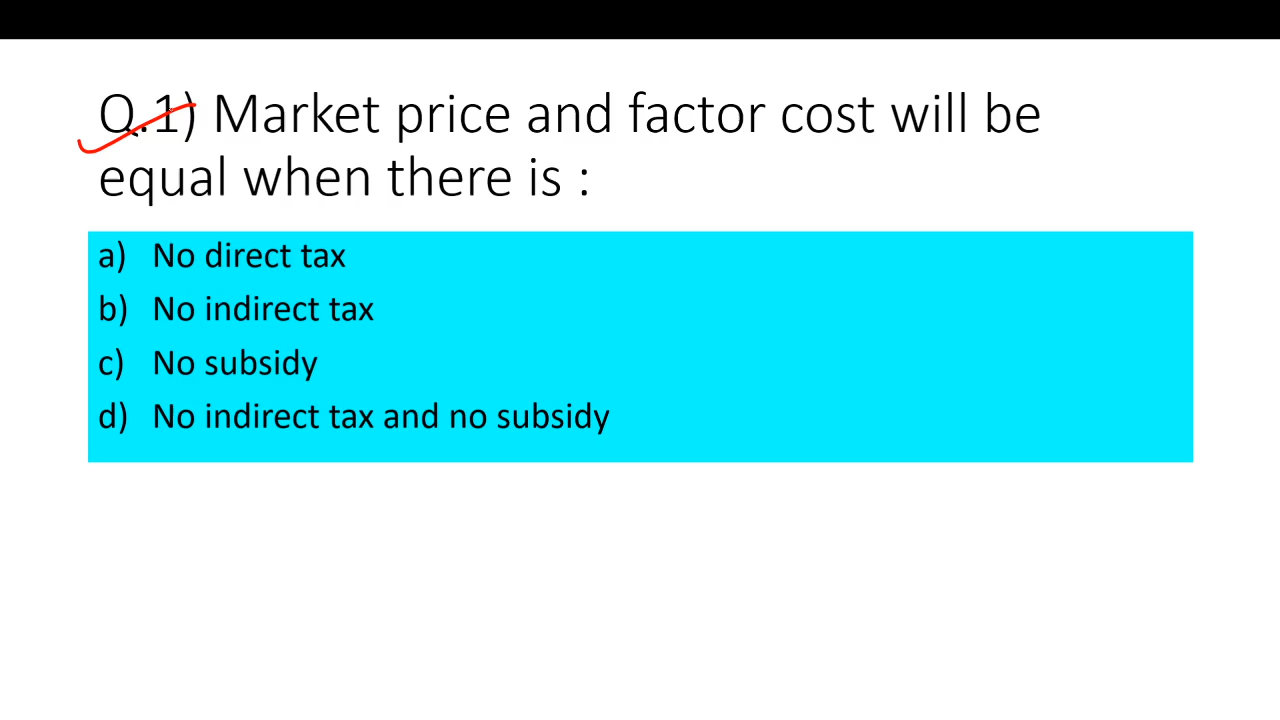 Q.1) Market price and factor cost will be
equal when there is :
a) No direct tax
b) No indirect tax
c) No subsidy
d) No indirect tax and no subsidy